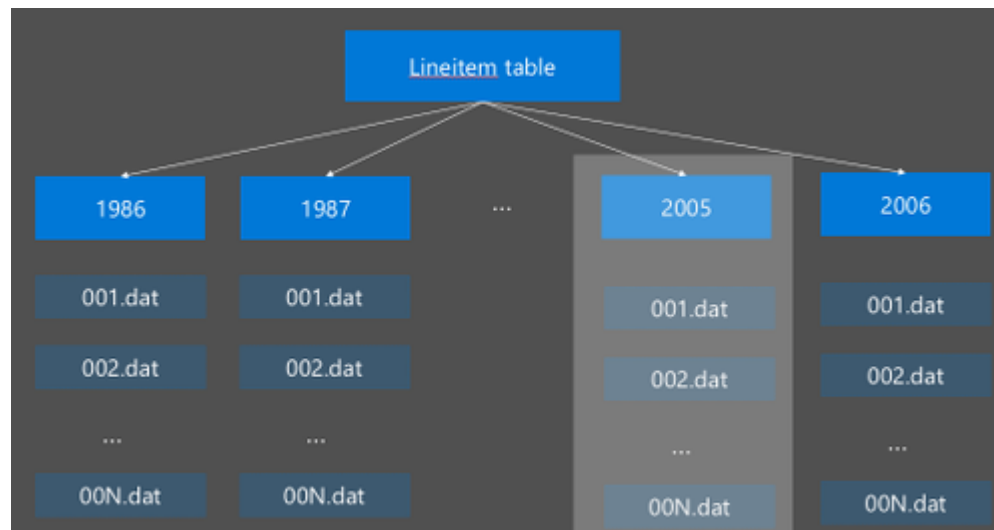 Lineitem table
1986
1987
...
2005
2006
001.dat
001.dat
001.dat
001.dat
002.dat
002.dat
002.dat
002.dat
...
...
...
...
00N.dat
00N.dat
00N.dat
00N.dat